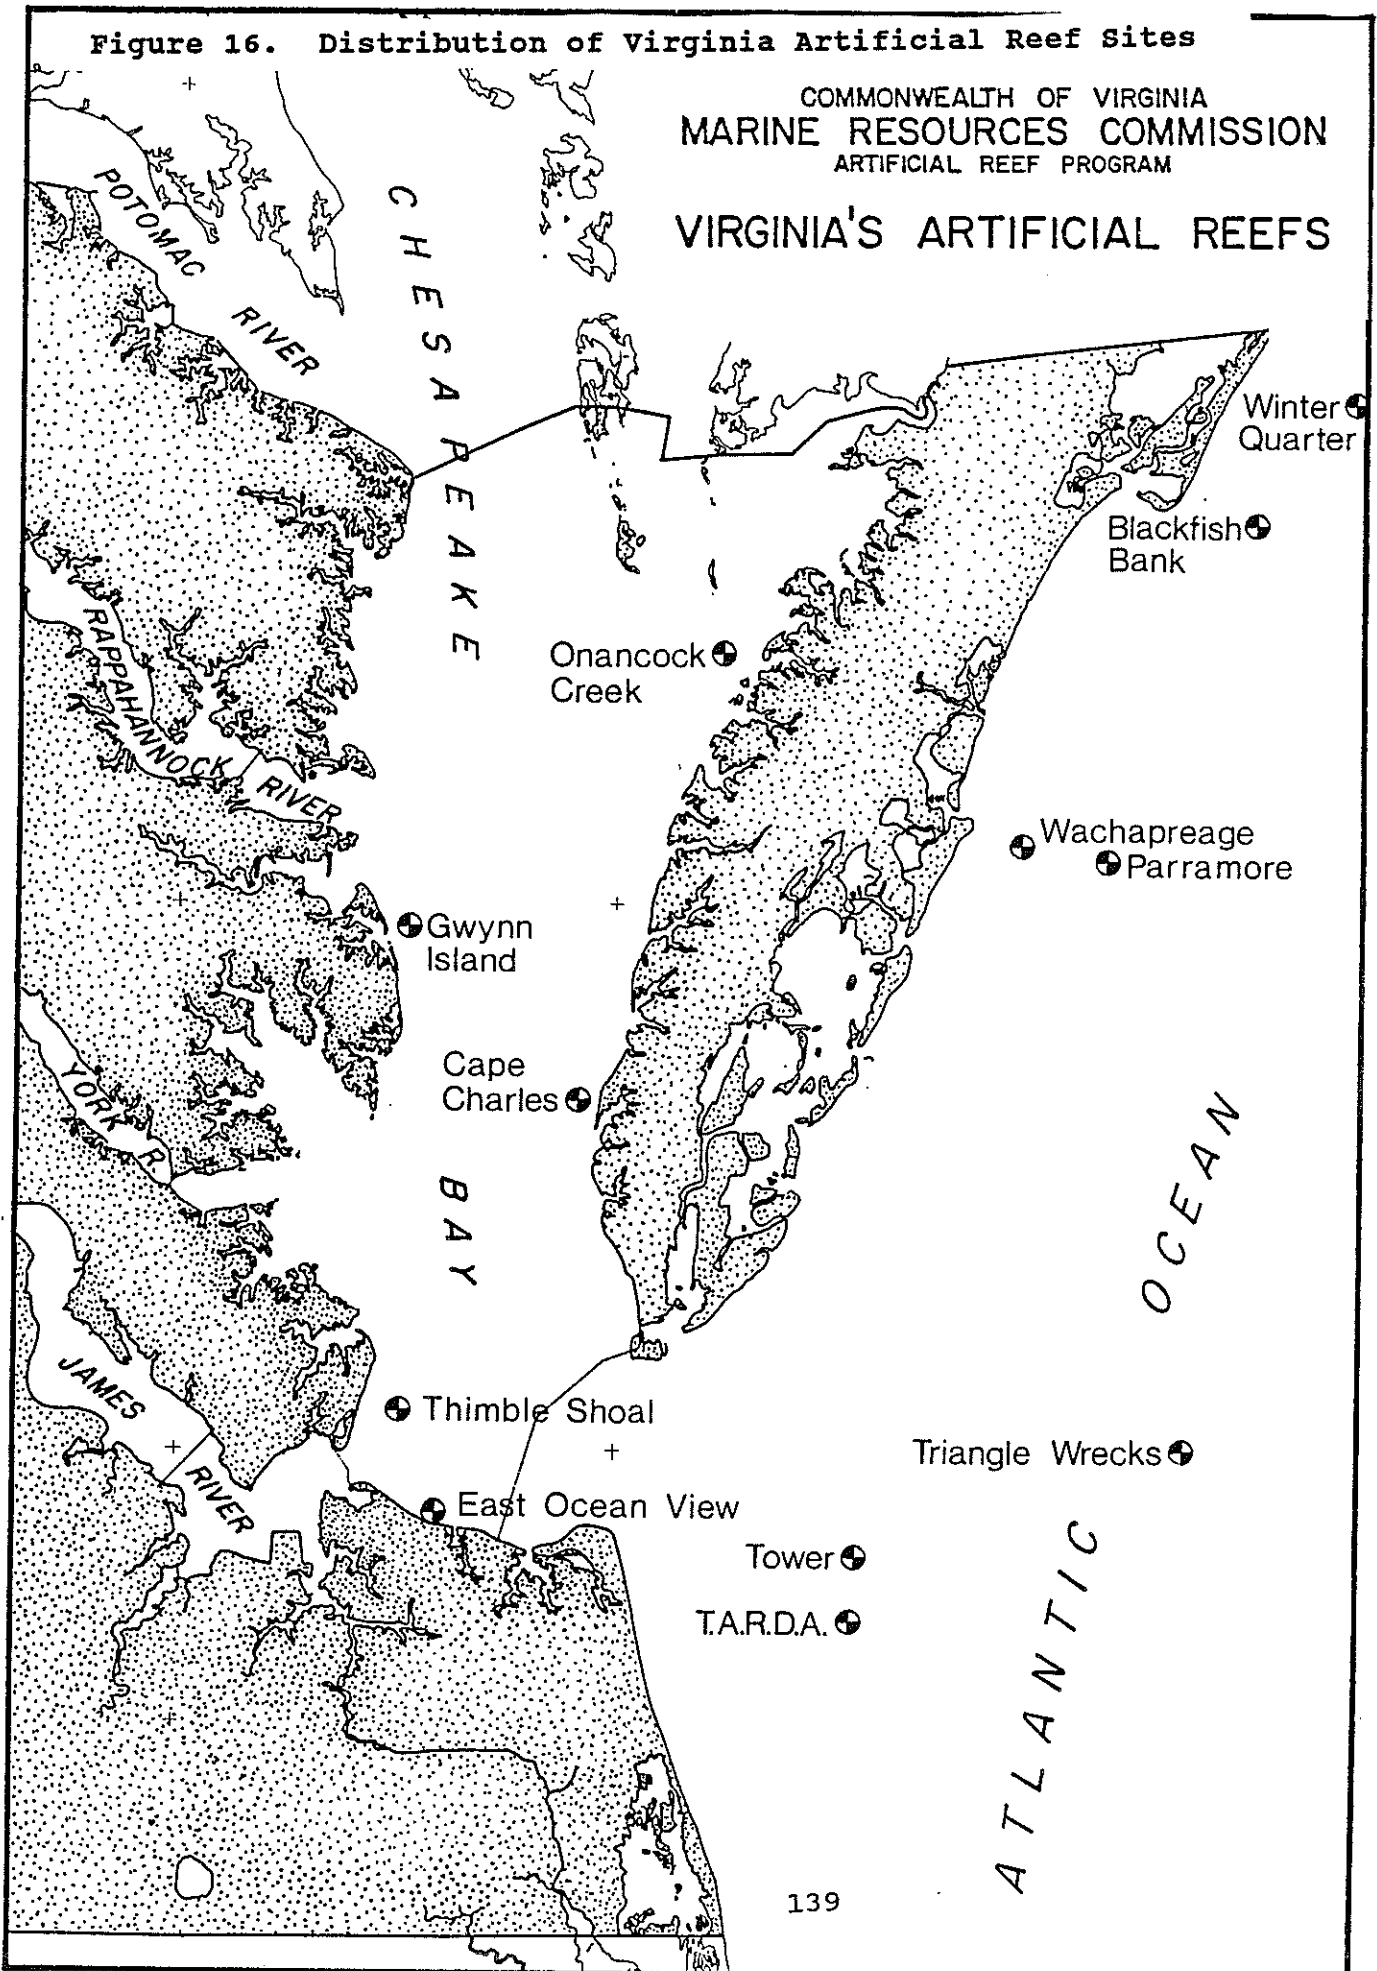 Figure 16. Distribution of Virginia Artificial Reef Sites
COMMONWEALTH OF VIRGINIA
MARINE RESOURCES COMMISSION
ARTIFICIAL REEF PROGRAM
VIRGINIA'S ARTIFICIAL REEFS
POTOMAC RIVER
CHESAPEAKE BAY
Winter
Quarter
Blackfish
Bank
RAPPAHANNOCK RIVER
Onancock
Creek
Wachapreage
Parramore
Gwynn
Island
Cape
Charles
YORK R.
JAMES RIVER
Thimble Shoal
East Ocean View
Triangle Wrecks
Tower
T.A.R.D.A.
ATLANTIC OCEAN
139